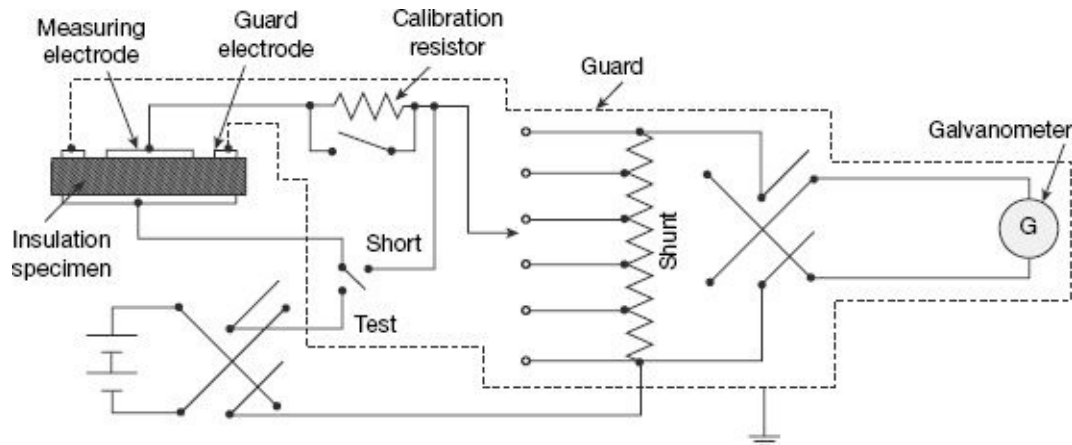 Measuring
electrode
Guard
electrode
Calibration
resistor
Guard
Galvanometer
G
Insulation
specimen
Short
Shunt
Test